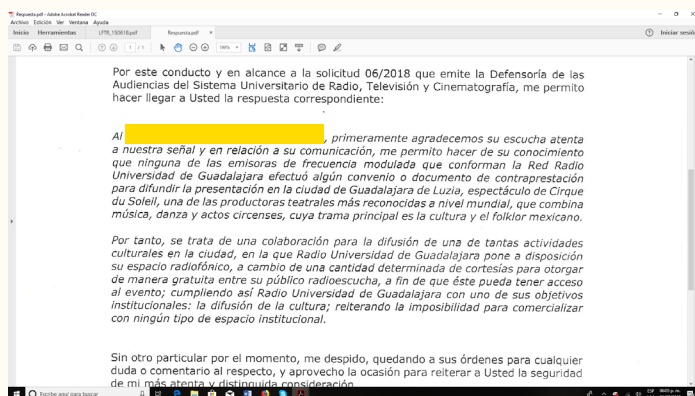 Respuesta.pdf - Adobe Acrobat Reader DC
Archivo Edición Ver Ventana Ayuda
Inicio Herramientas LFTR_150618.pdf Respuesta.pdf × Iniciar sesió
1 / 1
Por este conducto y en alcance a la solicitud 06/2018 que emite la Defensoría de las
Audiencias del Sistema Universitario de Radio, Televisión y Cinematografía, me permito
hacer llegar a Usted la respuesta correspondiente:
Al , primeramente agradecemos su escucha atenta
a nuestra señal y en relación a su comunicación, me permito hacer de su conocimiento
que ninguna de las emisoras de frecuencia modulada que conforman la Red Radio
Universidad de Guadalajara efectuó algún convenio o documento de contraprestación
para difundir la presentación en la ciudad de Guadalajara de Luzia, espectáculo de Cirque
du Soleil, una de las productoras teatrales más reconocidas a nivel mundial, que combina
música, danza y actos circenses, cuya trama principal es la cultura y el folklor mexicano.
Por tanto, se trata de una colaboración para la difusión de una de tantas actividades
culturales en la ciudad, en la que Radio Universidad de Guadalajara pone a disposición
su espacio radiofónico, a cambio de una cantidad determinada de cortesías para otorgar
de manera gratuita entre su público radioescucha, a fin de que éste pueda tener acceso
al evento; cumpliendo así Radio Universidad de Guadalajara con uno de sus objetivos
institucionales: la difusión de la cultura; reiterando la imposibilidad para comercializar
con ningún tipo de espacio institucional.
Sin otro particular por el momento, me despido, quedando a sus órdenes para cualquier
duda o comentario al respecto, y aprovecho la ocasión para reiterar a Usted la seguridad
de mi más atenta y distinguida consideración
Escribe aquí para buscar